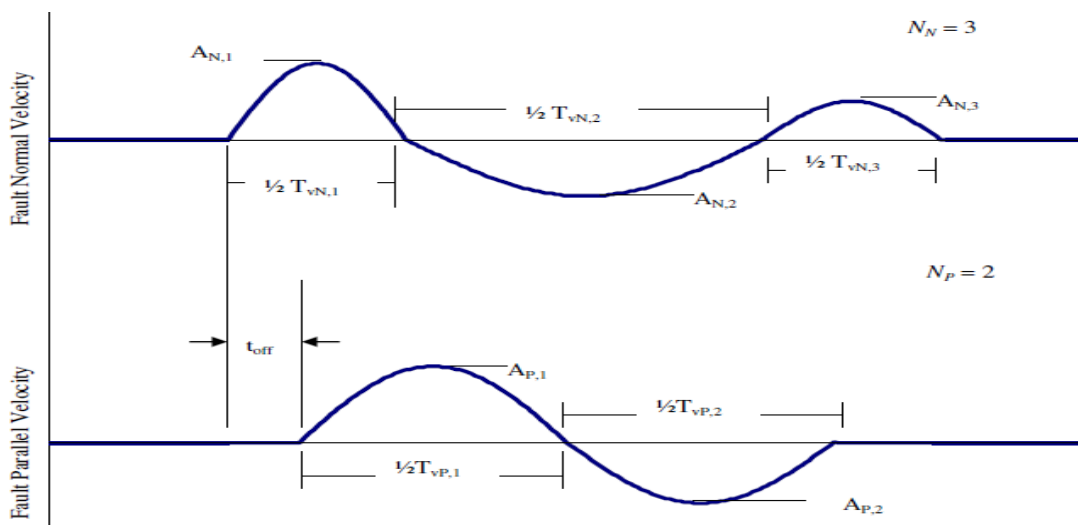 Fault Normal Velocity
A_N,1
N_N = 3
½ T_vN,2
A_N,3
½ T_vN,1
½ T_vN,3
A_N,2
Fault Parallel Velocity
N_P = 2
t_off
A_P,1
½T_vP,2
½T_vP,1
A_P,2